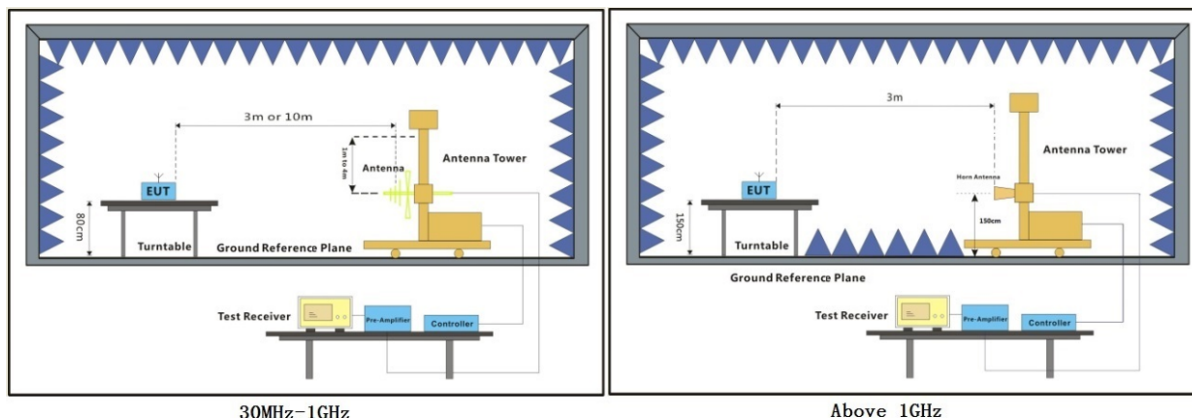 3m or 10m
1m to 4m
Antenna
Antenna Tower
EUT
80cm
Turntable
Ground Reference Plane
Test Receiver
Pre-Amplifier
Controller
30MHz-1GHz
3m
Antenna Tower
Horn Antenna
EUT
150cm
150cm
Turntable
Ground Reference Plane
Test Receiver
Pre-Amplifier
Controller
Above 1GHz